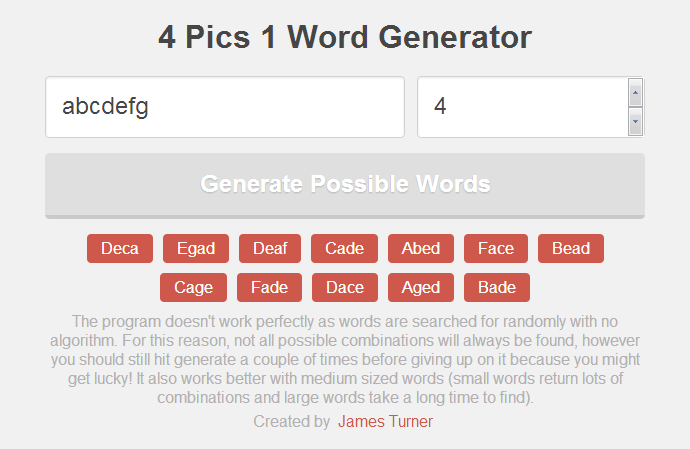 4 Pics 1 Word Generator
abcdefg 4
Generate Possible Words
Deca Egad Deaf Cade Abed Face Bead
Cage Fade Dace Aged Bade
The program doesn't work perfectly as words are searched for randomly with no
algorithm. For this reason, not all possible combinations will always be found, however
you should still hit generate a couple of times before giving up on it because you might
get lucky! It also works better with medium sized words (small words return lots of
combinations and large words take a long time to find).
Created by James Turner